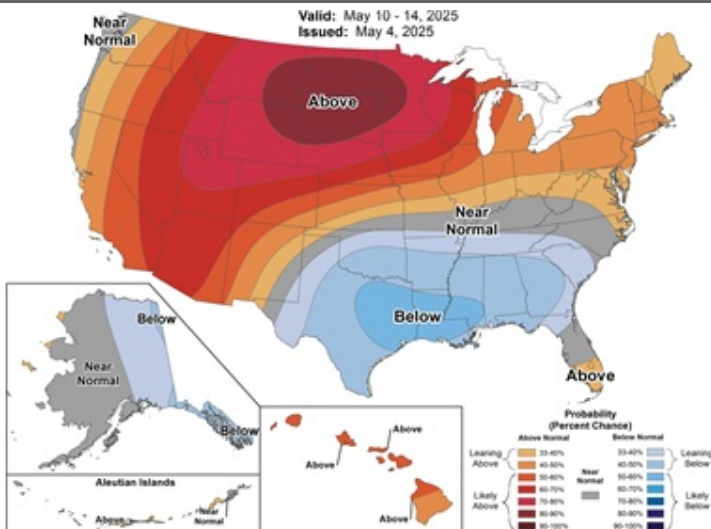 Valid: May 10 - 14, 2025
Issued: May 4, 2025
Near
Normal
Above
Near
Normal
Below
Above
Below
Near
Normal
Below
Aleutian Islands
Above
Near
Normal
Above
Above
Above
Probability
(Percent Chance)
Above Normal
Below Normal
Leaning
Above
33-40%
40-50%
Likely
Above
50-60%
60-70%
70-80%
80-90%
90-100%
Near
Normal
33-40%
40-50%
Leaning
Below
50-60%
60-70%
70-80%
80-90%
90-100%
Likely
Below